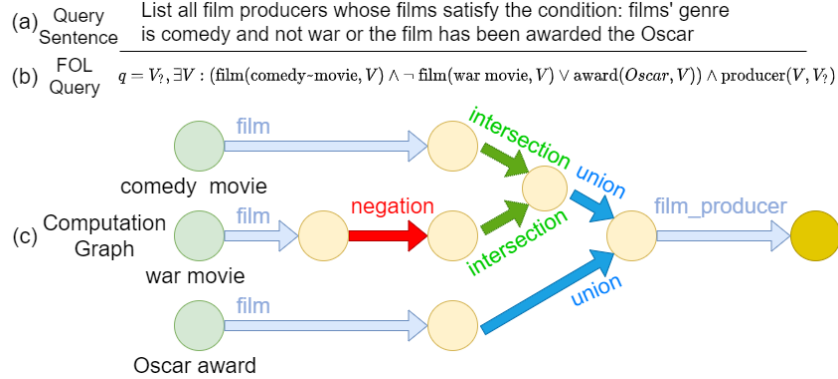 (a) Query Sentence List all film producers whose films satisfy the condition: films' genre
is comedy and not war or the film has been awarded the Oscar
(b) FOL Query q = V?, ∃V : (film(comedy~movie, V) ∧ ¬ film(war movie, V) ∨ award(Oscar, V)) ∧ producer(V, V?)
film
intersection
comedy movie
union
(c) Computation Graph
film
negation
film_producer
intersection
war movie
film
union
Oscar award